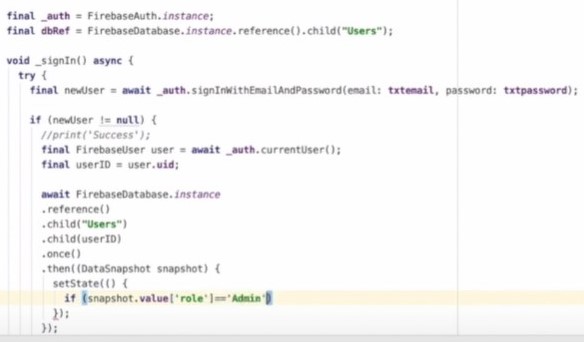 final _auth = FirebaseAuth.instance;
final dbRef = FirebaseDatabase.instance.reference().child("Users");
void _signIn() async {
try {
final newUser = await _auth.signInWithEmailAndPassword(email: txtemail, password: txtpassword);
if (newUser != null) {
//print('Success');
final FirebaseUser user = await _auth.currentUser();
final userID = user.uid;
await FirebaseDatabase.instance
.reference()
.child("Users")
.child(userID)
.once()
.then((DataSnapshot snapshot) {
setState(() {
if (snapshot.value['role']=='Admin')
});
});